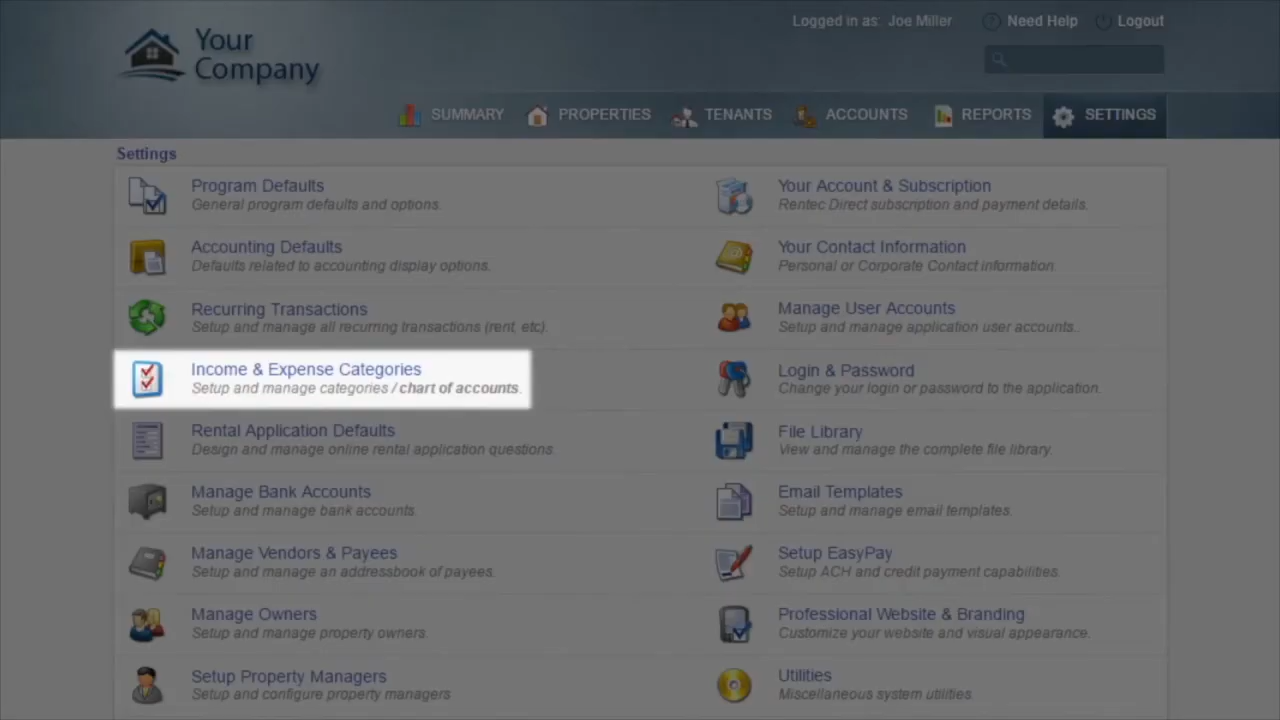 Logged in as: Joe Miller
Need Help
Logout
Your
Company
SUMMARY
PROPERTIES
TENANTS
ACCOUNTS
REPORTS
SETTINGS
Settings
Program Defaults
General program defaults and options.
Your Account & Subscription
Rentec Direct subscription and payment details.
Accounting Defaults
Defaults related to accounting display options.
Your Contact Information
Personal or Corporate Contact information.
Recurring Transactions
Setup and manage all recurring transactions (rent, etc).
Manage User Accounts
Setup and manage application user accounts..
Income & Expense Categories
Setup and manage categories / chart of accounts.
Login & Password
Change your login or password to the application.
Rental Application Defaults
Design and manage online rental application questions.
File Library
View and manage the complete file library.
Manage Bank Accounts
Setup and manage bank accounts.
Email Templates
Setup and manage email templates.
Manage Vendors & Payees
Setup and manage an addressbook of payees.
Setup EasyPay
Setup ACH and credit payment capabilities.
Manage Owners
Setup and manage property owners.
Professional Website & Branding
Customize your website and visual appearance.
Setup Property Managers
Setup and configure property managers
Utilities
Miscellaneous system utilities